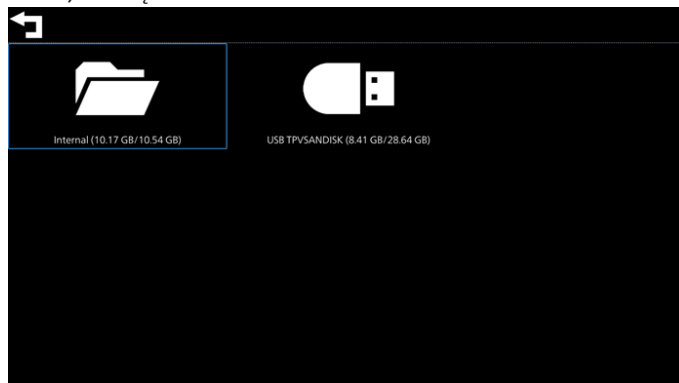 Internal (10.17 GB/10.54 GB)
USB TPVSANDISK (8.41 GB/28.64 GB)